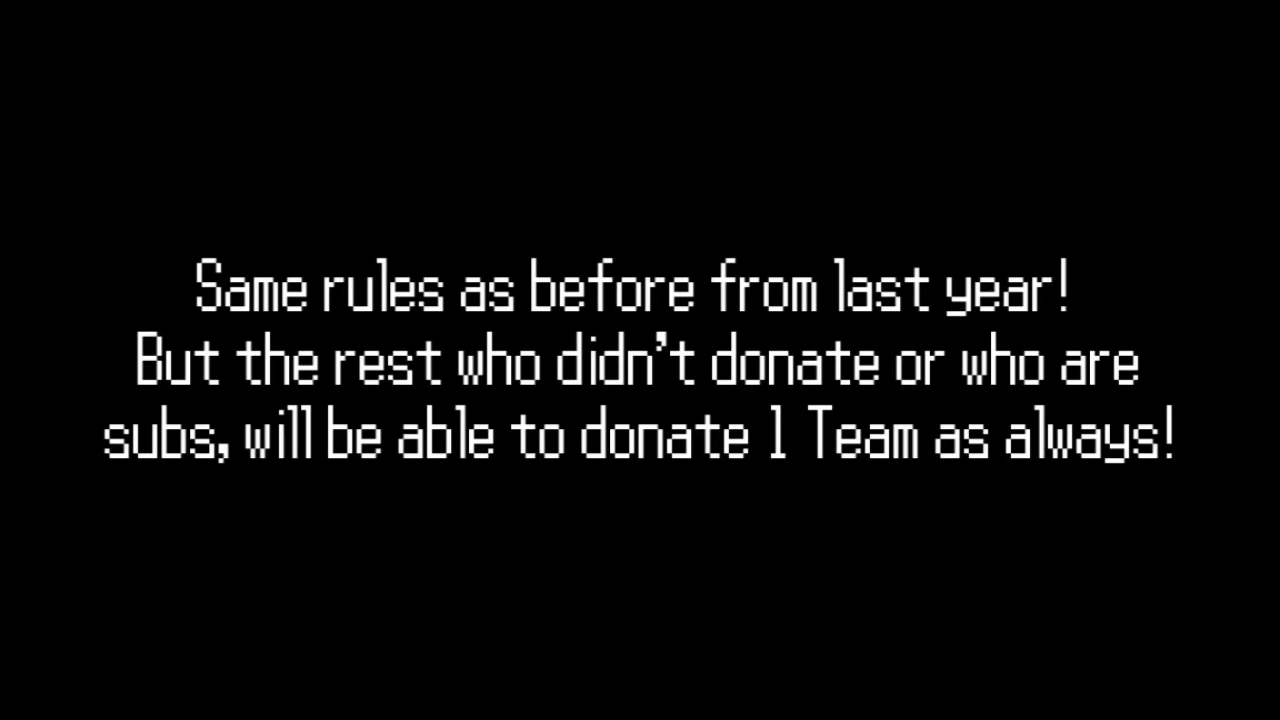 Same rules as before from last year!
But the rest who didn't donate or who are
subs, will be able to donate 1 Team as always!